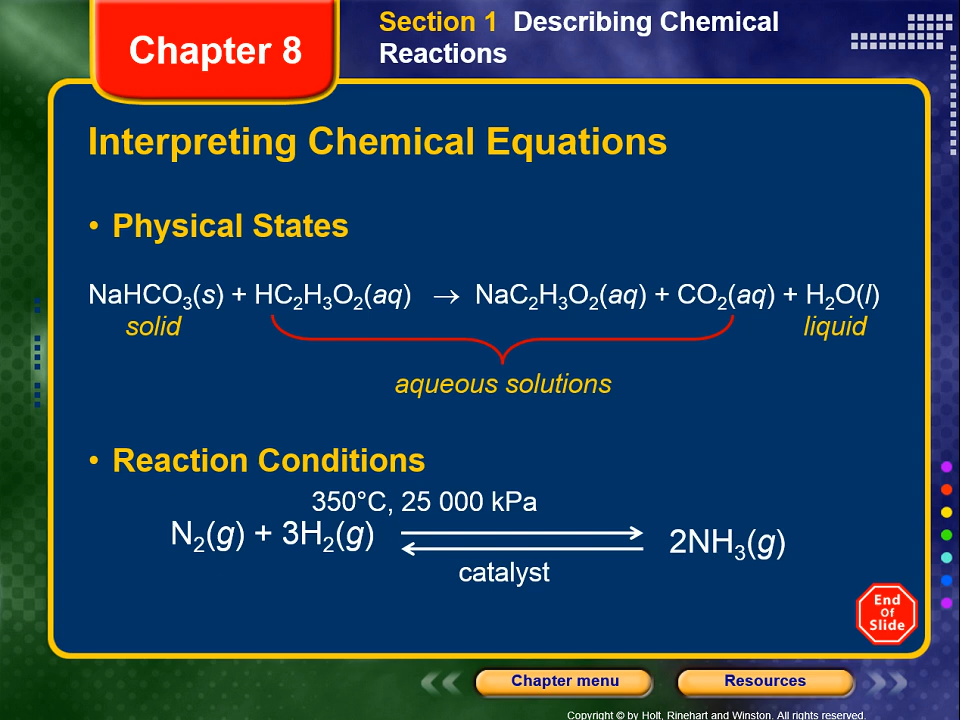 Chapter 8
Section 1 Describing Chemical
Reactions
Interpreting Chemical Equations
• Physical States
NaHCO₃(s) + HC₂H₃O₂(aq) → NaC₂H₃O₂(aq) + CO₂(aq) + H₂O(l)
solid liquid
aqueous solutions
• Reaction Conditions
350°C, 25 000 kPa
N₂(g) + 3H₂(g) ⇌ 2NH₃(g)
catalyst
End
Of
Slide
Chapter menu Resources
Copyright © by Holt, Rinehart and Winston. All rights reserved.